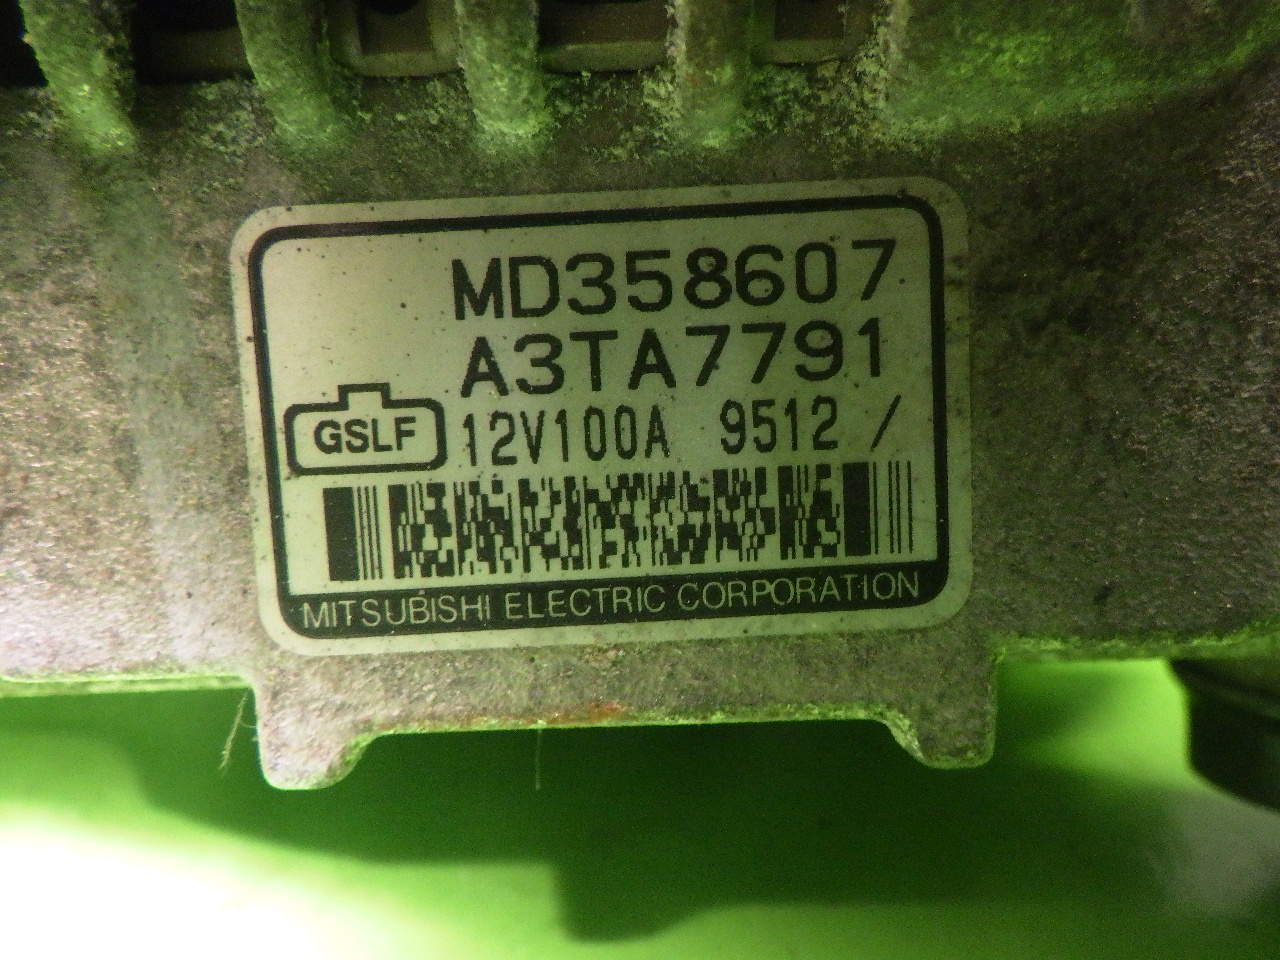 MD358607
A3TA7791
GSLF 12V100A 9512 /
MITSUBISHI ELECTRIC CORPORATION